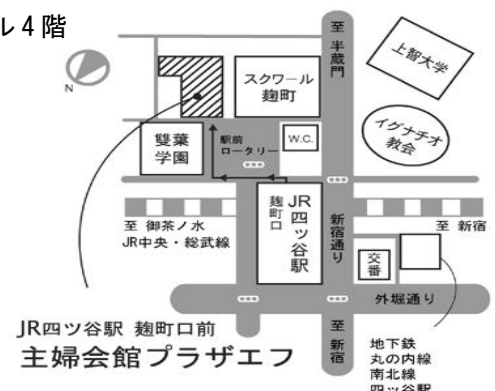 ル4階
至 半蔵門
上智大学
N
スクワール
麹町
イグナチオ
教会
雙葉
学園
駅前
ロータリー
W.C.
麹町口
JR四ツ谷駅
新宿通り
至 御茶ノ水
JR中央・総武線
至 新宿
交番
外堀通り
至 新宿
JR四ツ谷駅 麹町口前
主婦会館プラザエフ
地下鉄
丸の内線
南北線
四ツ谷駅